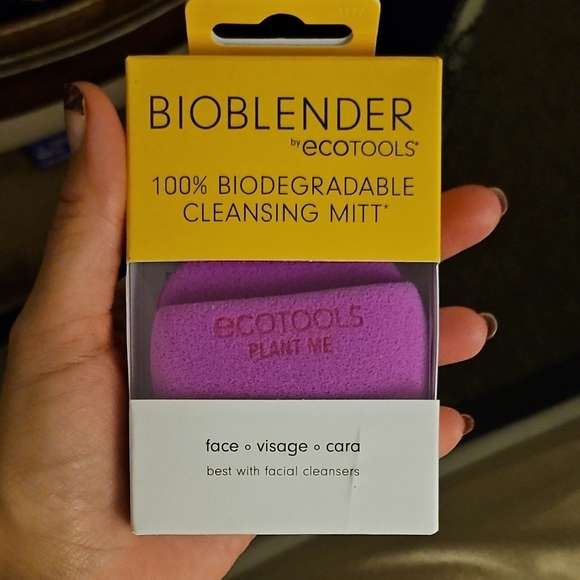 BIOBLENDER
by ecoTOOLS®
100% BIODEGRADABLE
CLEANSING MITT*
ecoTOOLS
PLANT ME
face ∘ visage ∘ cara
best with facial cleansers